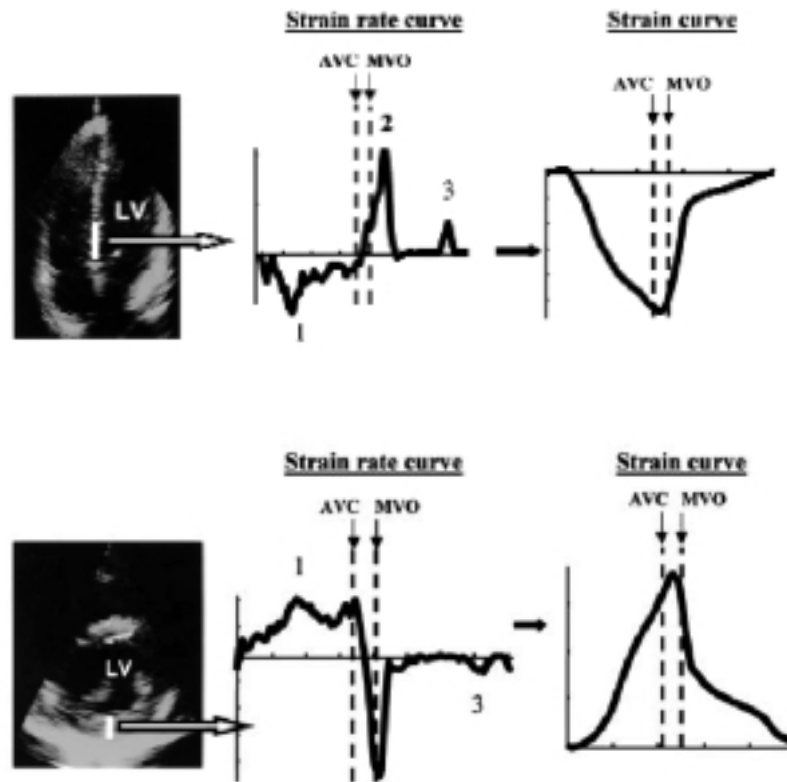 Strain rate curve
Strain curve
AVC MVO
AVC MVO
2
3
LV
1
Strain rate curve
Strain curve
AVC MVO
AVC MVO
1
LV
3